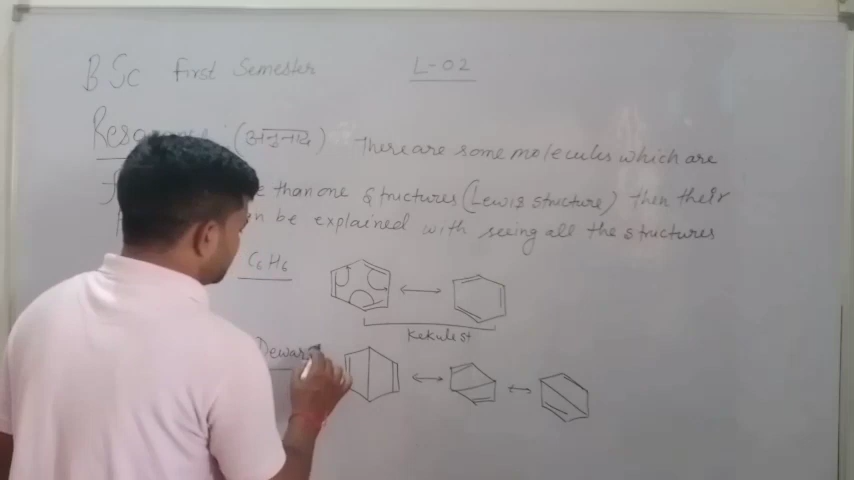 BSc First Semester L-02
(अनुनाद) There are some molecules which are
than one structures (Lewis structure) then their
be explained with seeing all the structures
C6H6
Kekule st
Dewar